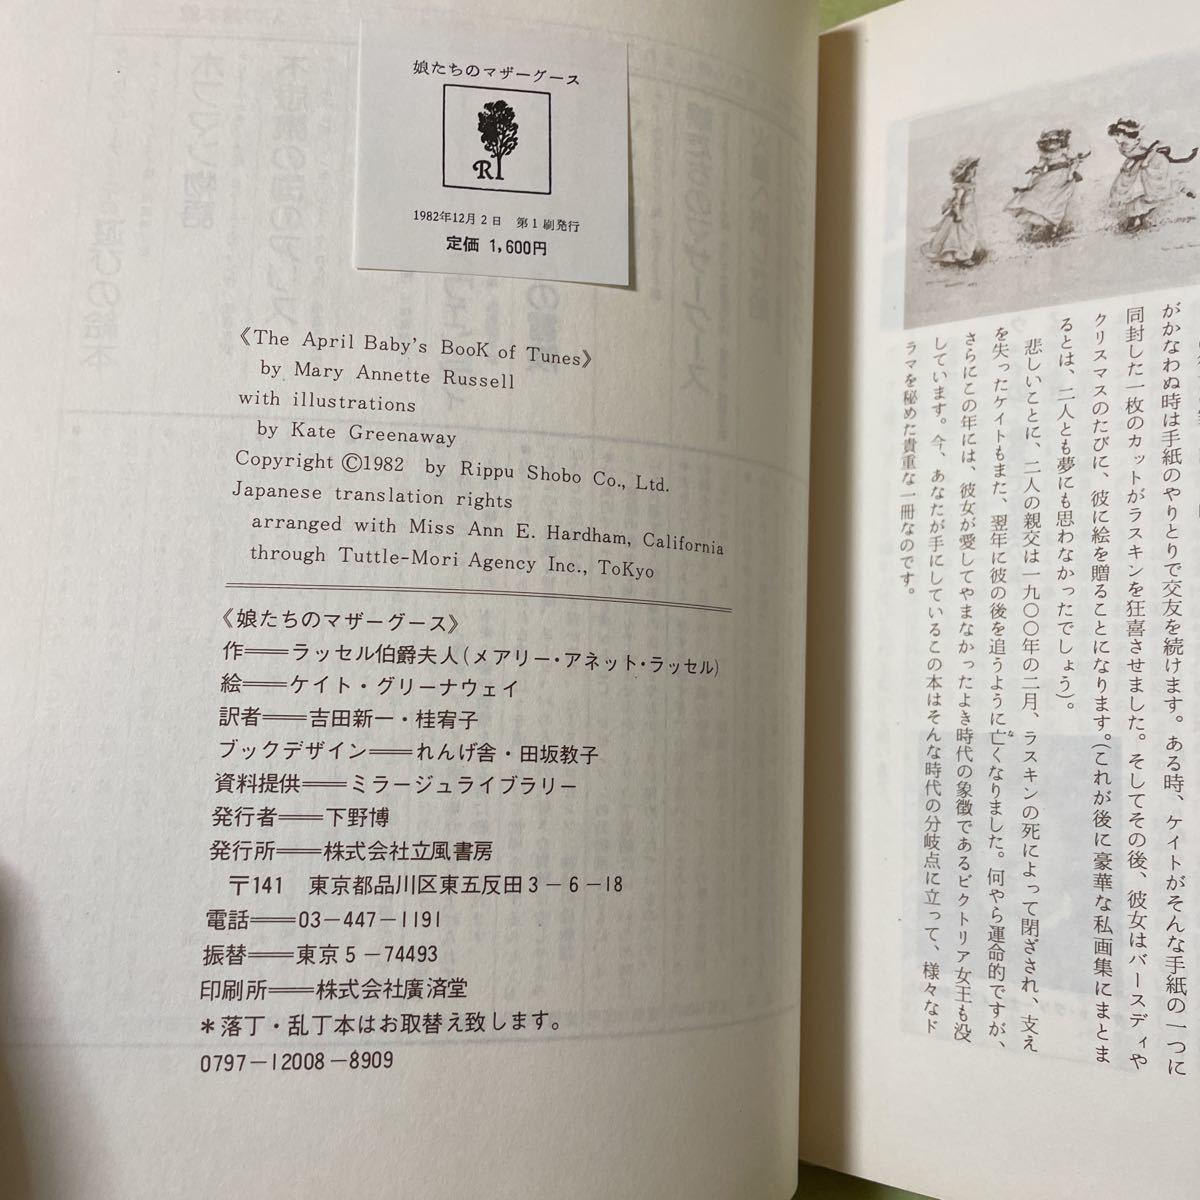 娘たちのマザーグース
R
1982年12月2日 第1刷発行
定価 1,600円
《The April Baby's BooK of Tunes》
by Mary Annette Russell
with illustrations
by Kate Greenaway
Copyright ©1982 by Rippu Shobo Co., Ltd.
Japanese translation rights
arranged with Miss Ann E. Hardham, California
through Tuttle-Mori Agency Inc., ToKyo
《娘たちのマザーグース》
作＝ラッセル伯爵夫人(メアリー・アネット・ラッセル)
絵＝ケイト・グリーナウェイ
訳者＝吉田新一・桂宥子
ブックデザイン＝れんげ舎・田坂教子
資料提供＝ミラージュライブラリー
発行者＝下野博
発行所＝株式会社立風書房
〒141 東京都品川区東五反田3-6-18
電話＝03-447-1191
振替＝東京5-74493
印刷所＝株式会社廣済堂
＊落丁・乱丁本はお取替え致します。
0797-12008-8909
がかなわぬ時は手紙のやりとりで交友を続けます。ある時、ケイトがそんな手紙の一つに
同封した一枚のカットがラスキンを狂喜させました。そしてその後、彼女はバースディや
クリスマスのたびに、彼に絵を贈ることになります。(これが後に豪華な私画集にまとま
るとは、二人とも夢にも思わなかったでしょう)。
悲しいことに、二人の親交は一九〇〇年の二月、ラスキンの死によって閉ざされ、支え
を失ったケイトもまた、翌年に彼の後を追うように亡くなりました。何やら運命的ですが、
さらにこの年には、彼女が愛してやまなかったよき時代の象徴であるビクトリア女王も没
しています。今、あなたが手にしているこの本はそんな時代の分岐点に立って、様々なド
ラマを秘めた貴重な一冊なのです。